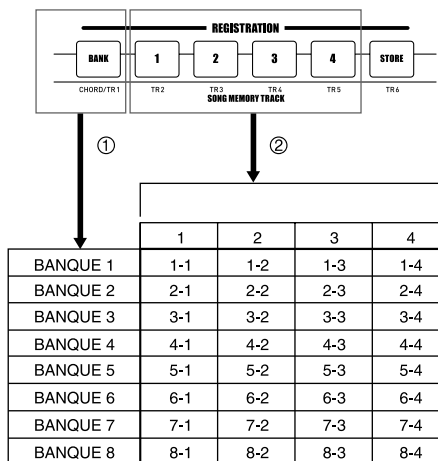 REGISTRATION
BANK 1 2 3 4 STORE
CHORD/TR1 TR2 TR3 TR4 TR5 TR6
SONG MEMORY TRACK
① ②
1 2 3 4
BANQUE 1 1-1 1-2 1-3 1-4
BANQUE 2 2-1 2-2 2-3 2-4
BANQUE 3 3-1 3-2 3-3 3-4
BANQUE 4 4-1 4-2 4-3 4-4
BANQUE 5 5-1 5-2 5-3 5-4
BANQUE 6 6-1 6-2 6-3 6-4
BANQUE 7 7-1 7-2 7-3 7-4
BANQUE 8 8-1 8-2 8-3 8-4